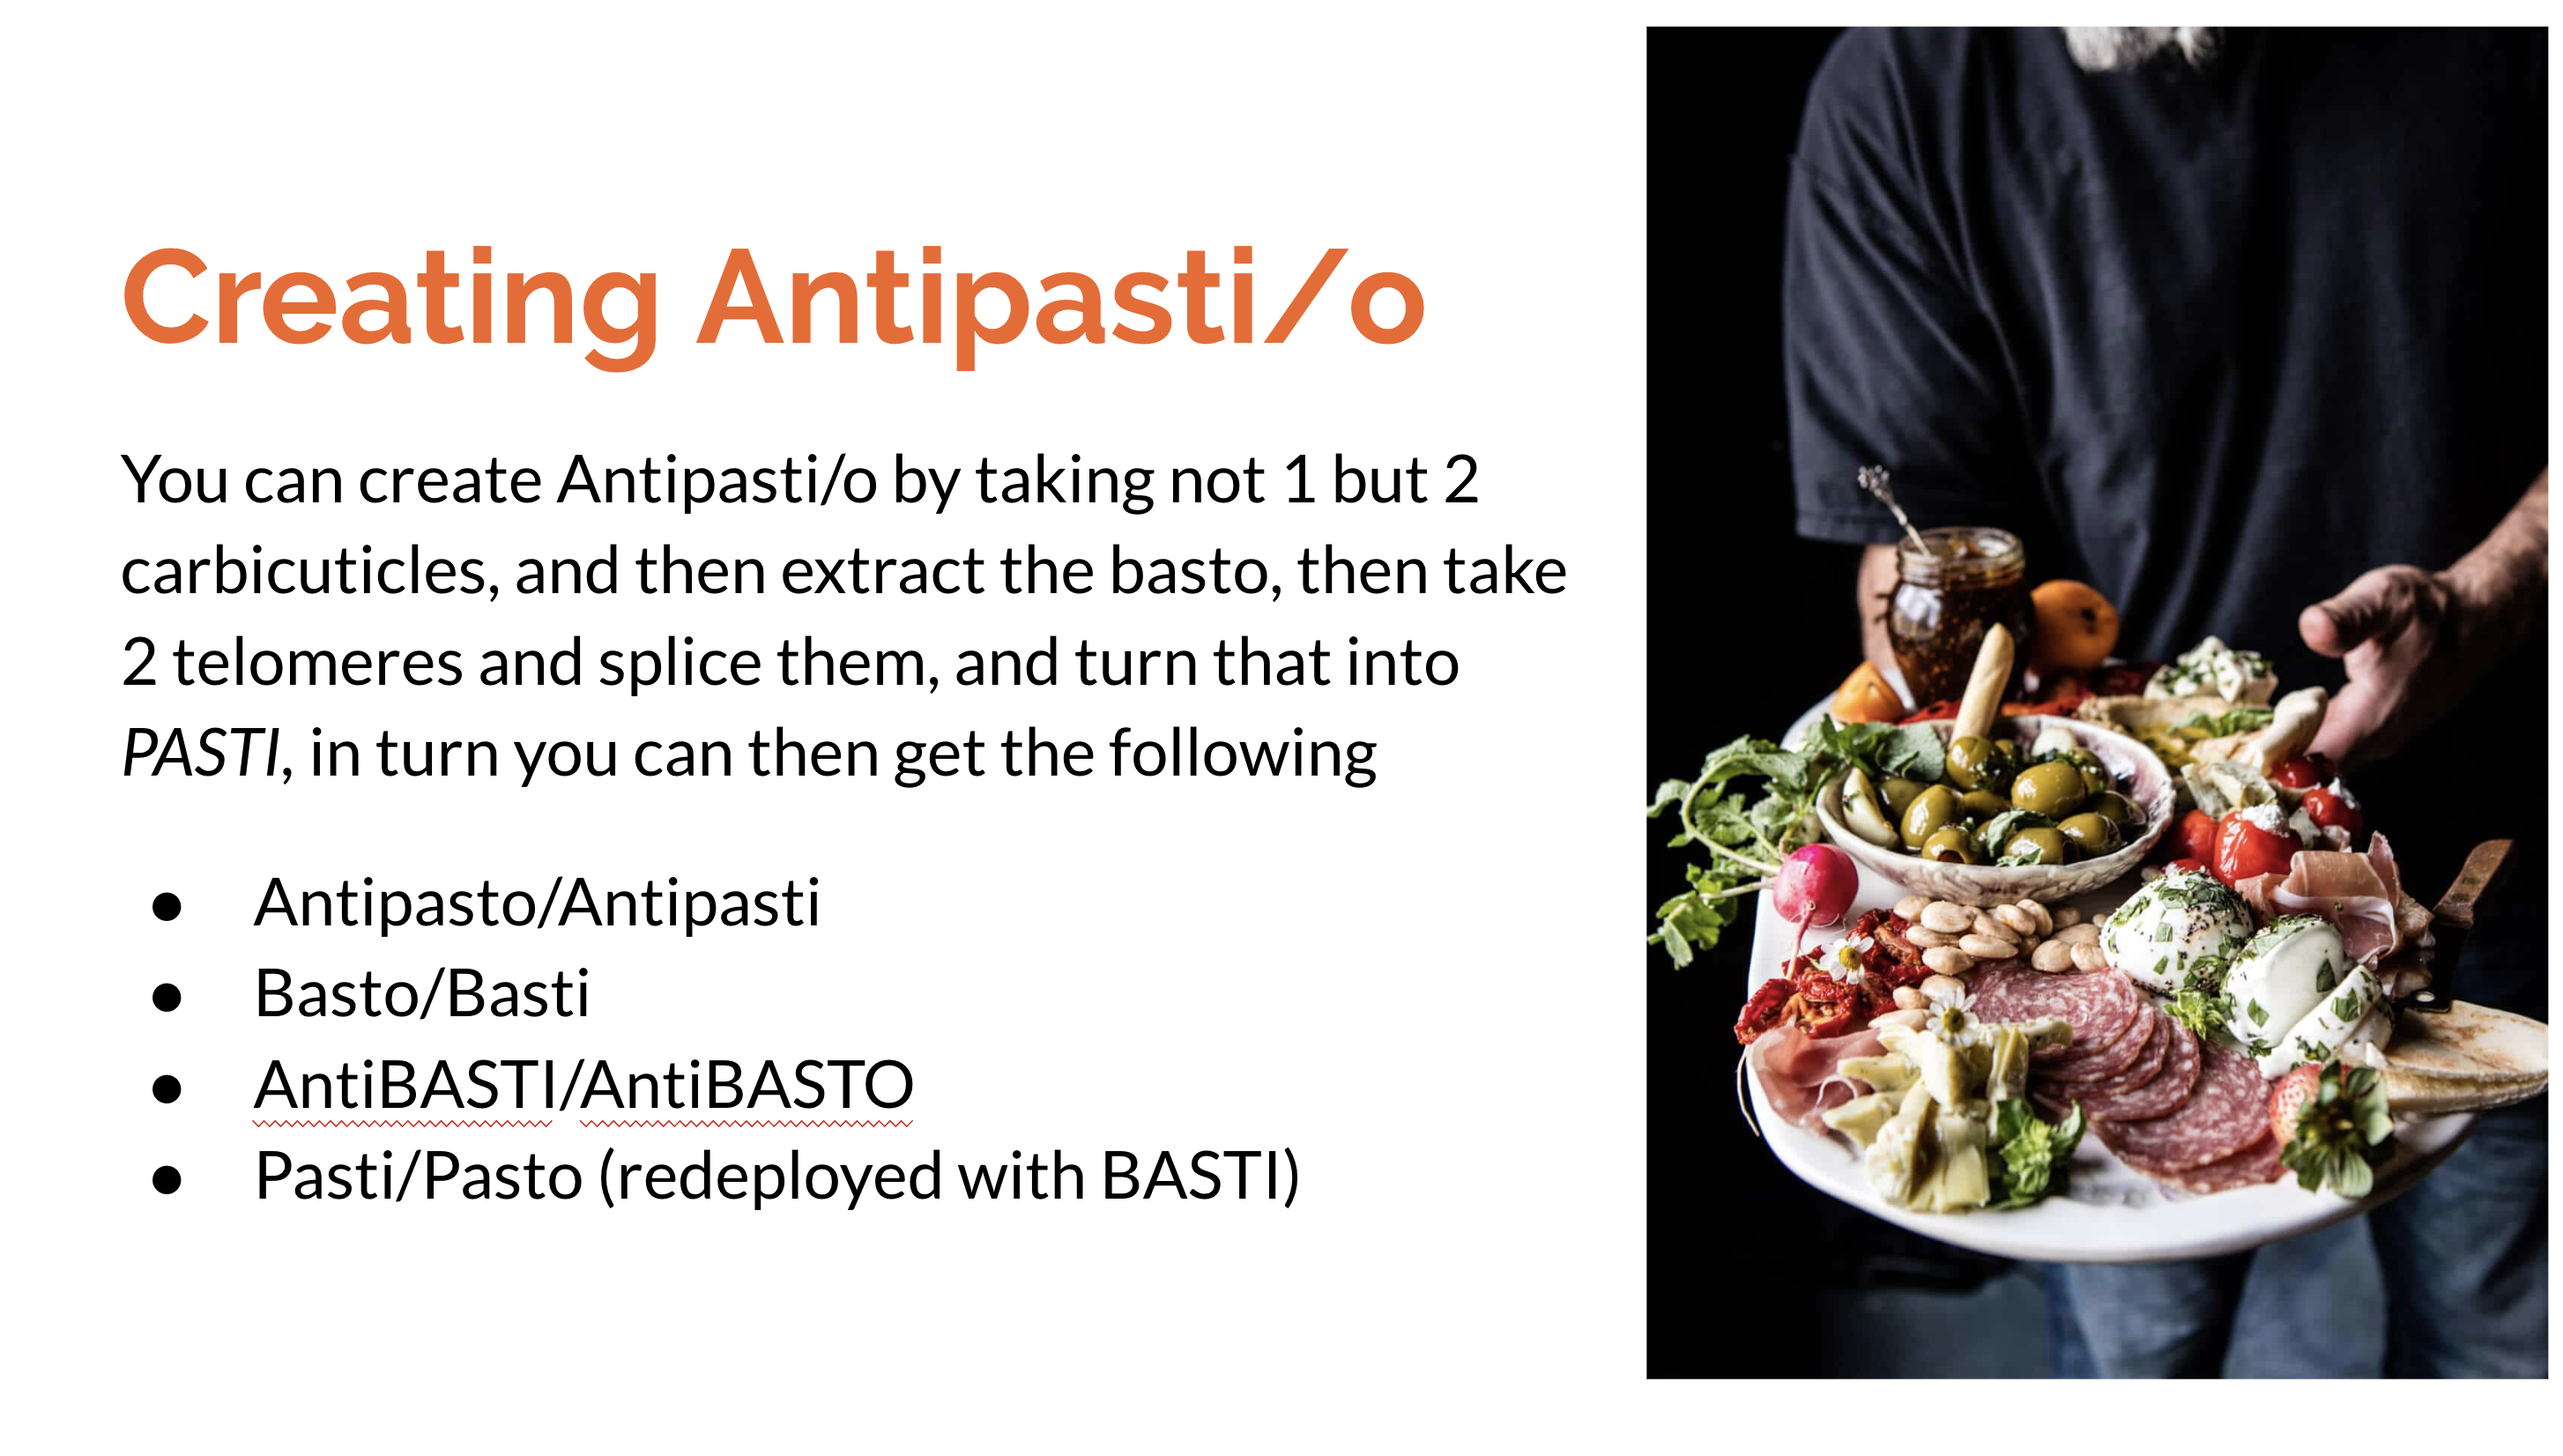 Creating Antipasti/o
You can create Antipasti/o by taking not 1 but 2
carbicuticles, and then extract the basto, then take
2 telomeres and splice them, and turn that into
PASTI, in turn you can then get the following
● Antipasto/Antipasti
● Basto/Basti
● AntiBASTI/AntiBASTO
● Pasti/Pasto (redeployed with BASTI)